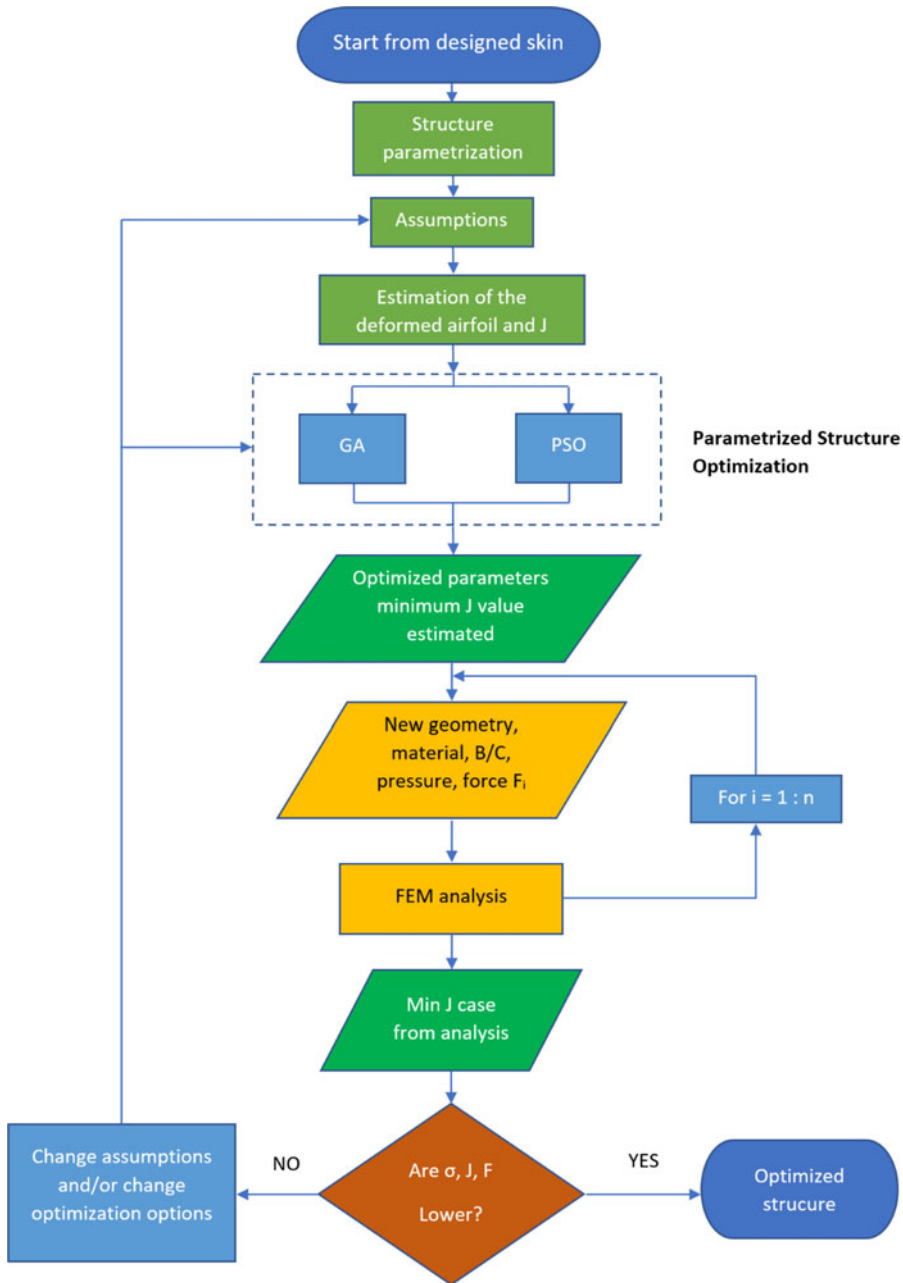 Start from designed skin
Structure
parametrization
Assumptions
Estimation of the
deformed airfoil and J
GA
PSO
Parametrized Structure
Optimization
Optimized parameters
minimum J value
estimated
New geometry,
material, B/C,
pressure, force Fᵢ
For i = 1 : n
FEM analysis
Min J case
from analysis
Change assumptions
and/or change
optimization options
NO
Are σ, J, F
Lower?
YES
Optimized
strucure